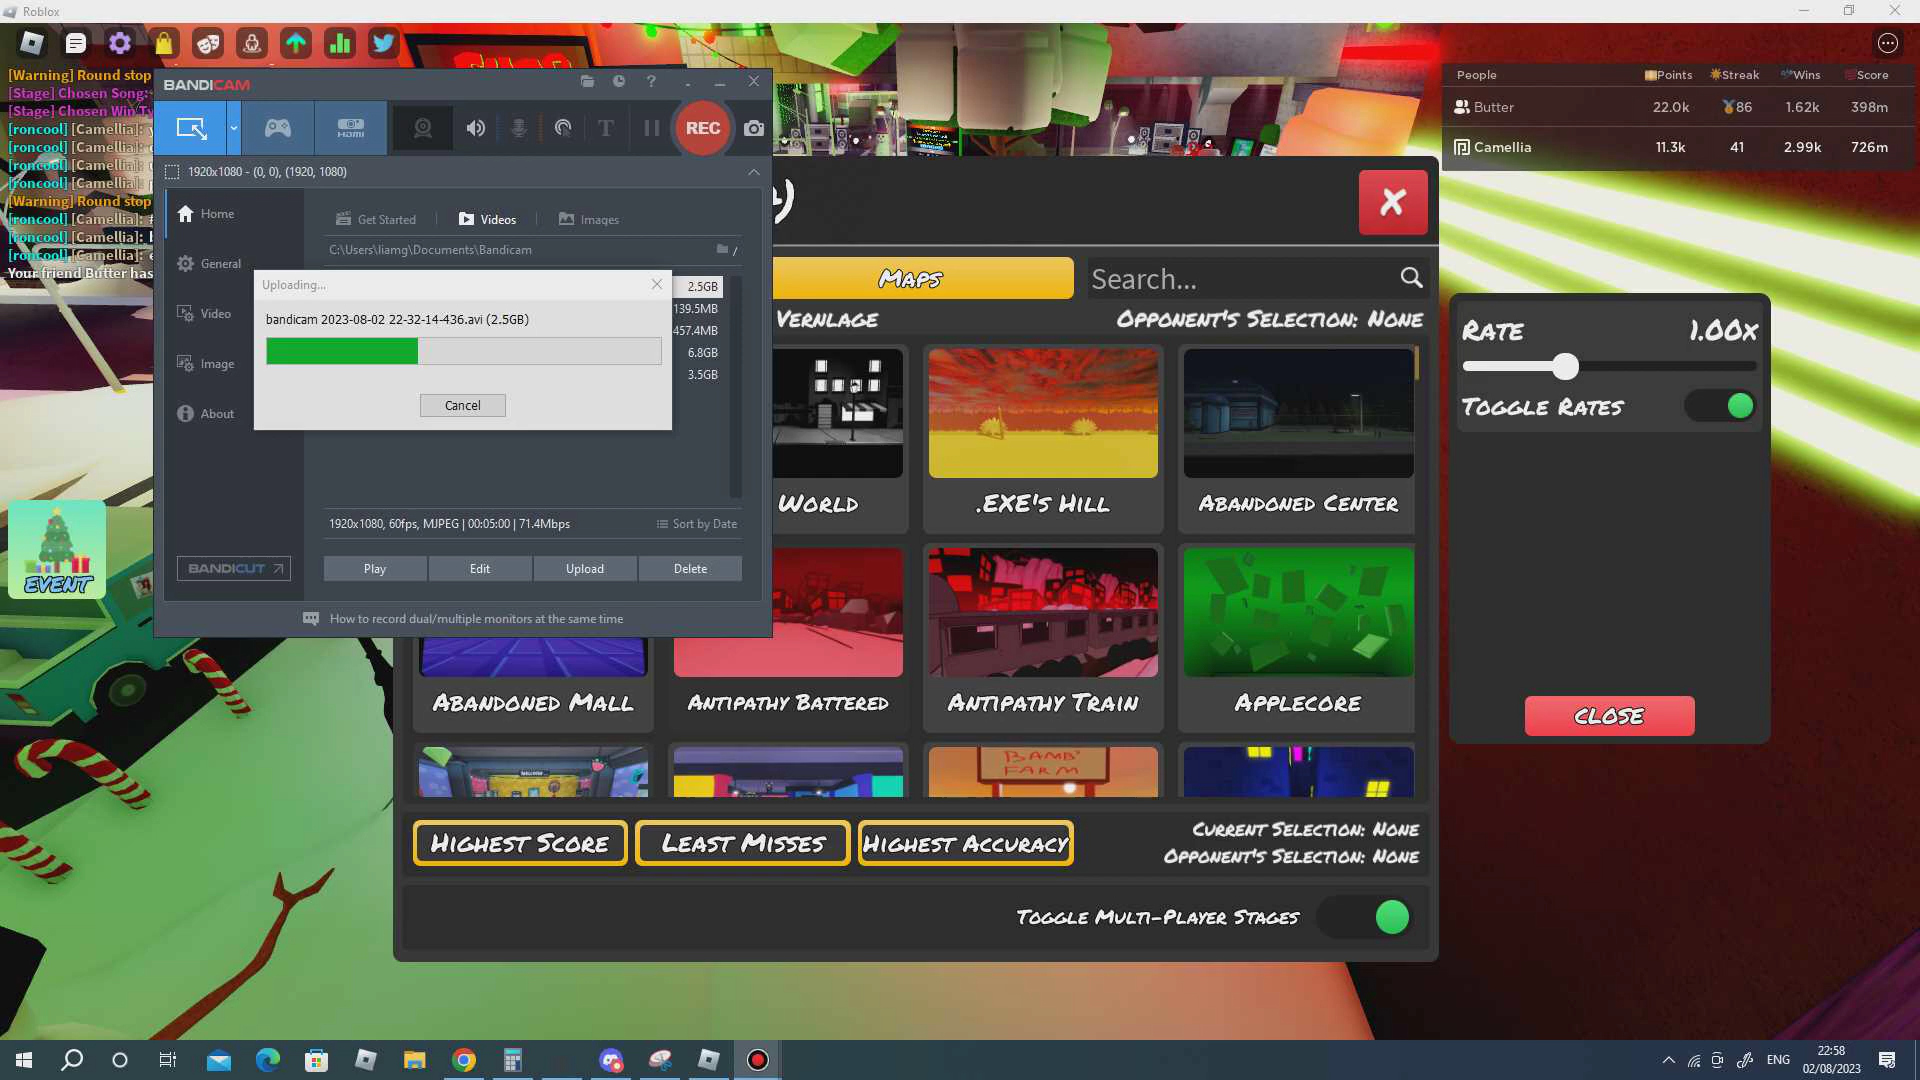 Roblox
[Warning] Round stop
[Stage] Chosen Song:
[Stage] Chosen Win Ty
[roncool] [Camellia]: y
[roncool] [Camellia]:
[roncool] [Camellia]:
[roncool] [Camellia]:
[Warning] Round stop
[roncool] [Camellia]: #
[roncool] [Camellia]:
[roncool] [Camellia]:
Your friend Butter has
People Points Streak Wins Score
Butter 22.0k 86 1.62k 398m
Camellia 11.3k 41 2.99k 726m
BANDICAM
HDMI
REC
1920x1080 - (0, 0), (1920, 1080)
Home
General
Video
Image
About
BANDICUT
Get Started
Videos
Images
C:\Users\liamg\Documents\Bandicam
/
2.5GB
139.5MB
457.4MB
6.8GB
3.5GB
Uploading...
bandicam 2023-08-02 22-32-14-436.avi (2.5GB)
Cancel
1920x1080, 60fps, MJPEG | 00:05:00 | 71.4Mbps
Sort by Date
Play
Edit
Upload
Delete
How to record dual/multiple monitors at the same time
X
Maps
Search...
Vernlage
Opponent's Selection: None
World
.EXE's Hill
Abandoned Center
Abandoned Mall
Antipathy Battered
Antipathy Train
Applecore
Welcome
BAMB' FARM
Highest Score
Least Misses
Highest Accuracy
Current Selection: None
Opponent's Selection: None
Toggle Multi-Player Stages
Rate 1.00x
Toggle Rates
Close
EVENT
ENG
22:58
02/08/2023